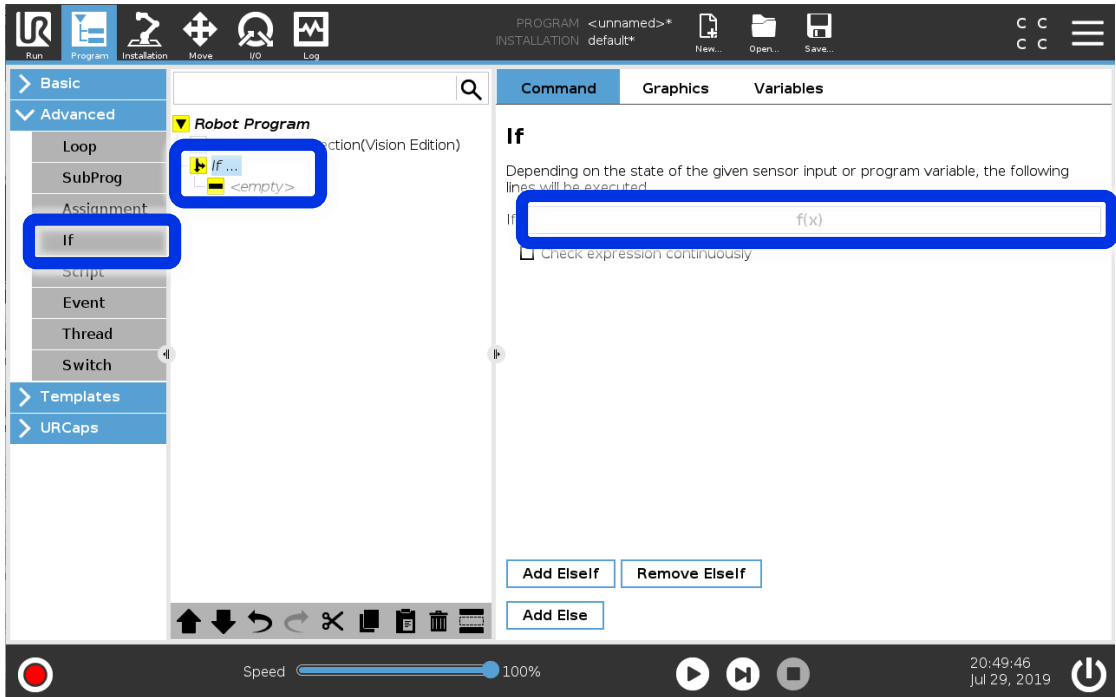 PROGRAM <unnamed>*
INSTALLATION default*
UR
Run
Program
Installation
Move
I/O
Log
New...
Open...
Save...
C C
C C
Basic
Advanced
Loop
SubProg
Assignment
If
Script
Event
Thread
Switch
Templates
URCaps
Robot Program
ction(Vision Edition)
If ...
<empty>
Command
Graphics
Variables
If
Depending on the state of the given sensor input or program variable, the following
lines will be executed
If
f(x)
Check expression continuously
Add ElseIf
Remove ElseIf
Add Else
Speed
100%
20:49:46
Jul 29, 2019